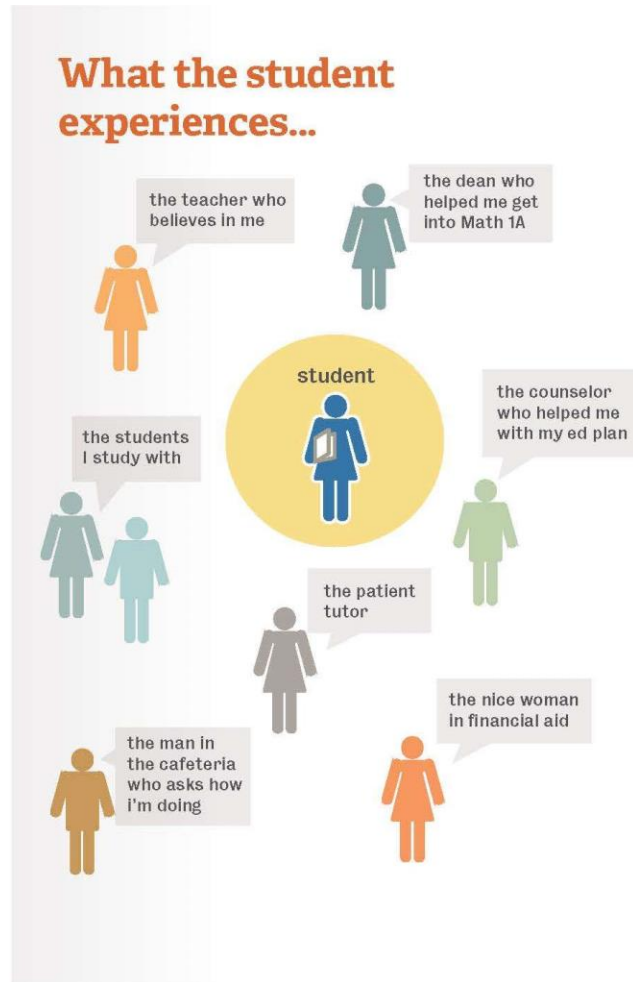 What the student
experiences...
the teacher who
believes in me
the dean who
helped me get
into Math 1A
student
the counselor
who helped me
with my ed plan
the students
I study with
the patient
tutor
the nice woman
in financial aid
the man in
the cafeteria
who asks how
i'm doing